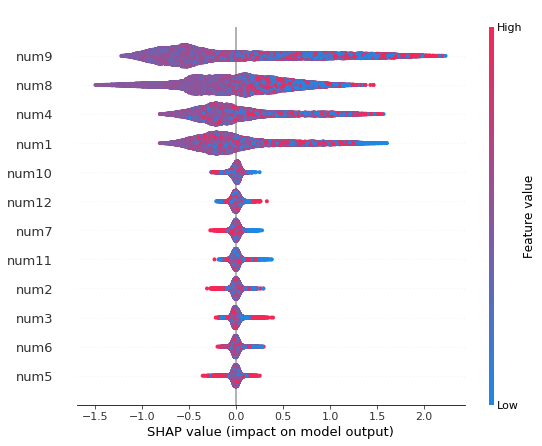 High
num9
num8
num4
num1
num10
num12
num7
num11
num2
num3
num6
num5
Feature value
Low
−1.5 −1.0 −0.5 0.0 0.5 1.0 1.5 2.0
SHAP value (impact on model output)